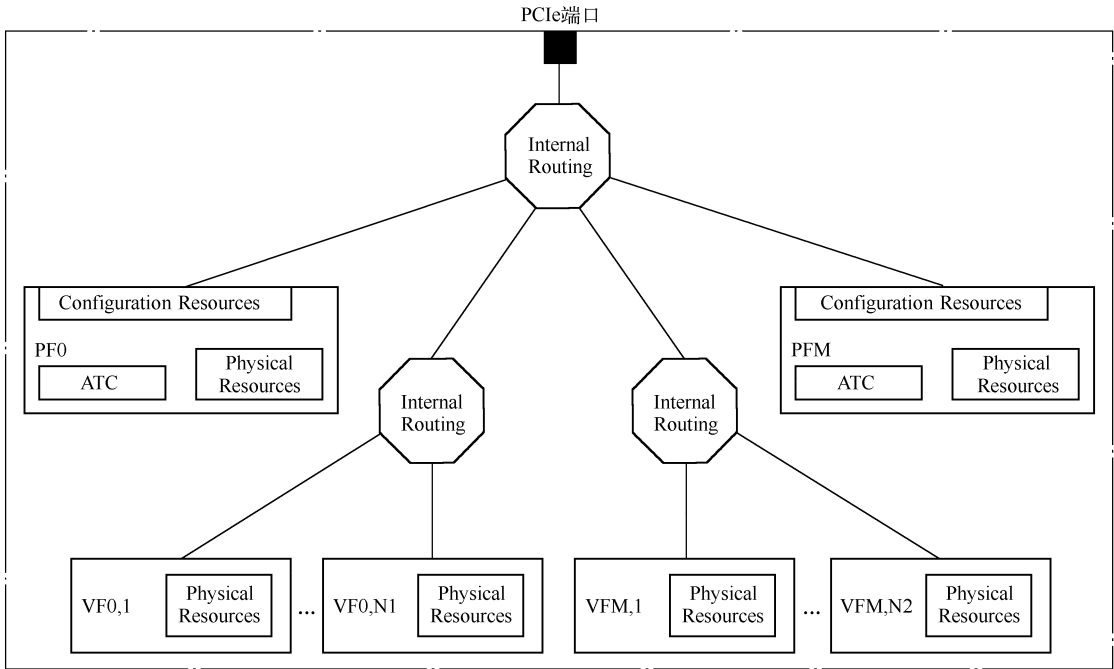 PCIe端口
Internal
Routing
Configuration Resources
PF0
ATC
Physical
Resources
Configuration Resources
PFM
ATC
Physical
Resources
Internal
Routing
Internal
Routing
VF0,1
Physical
Resources
...
VF0,N1
Physical
Resources
VFM,1
Physical
Resources
...
VFM,N2
Physical
Resources